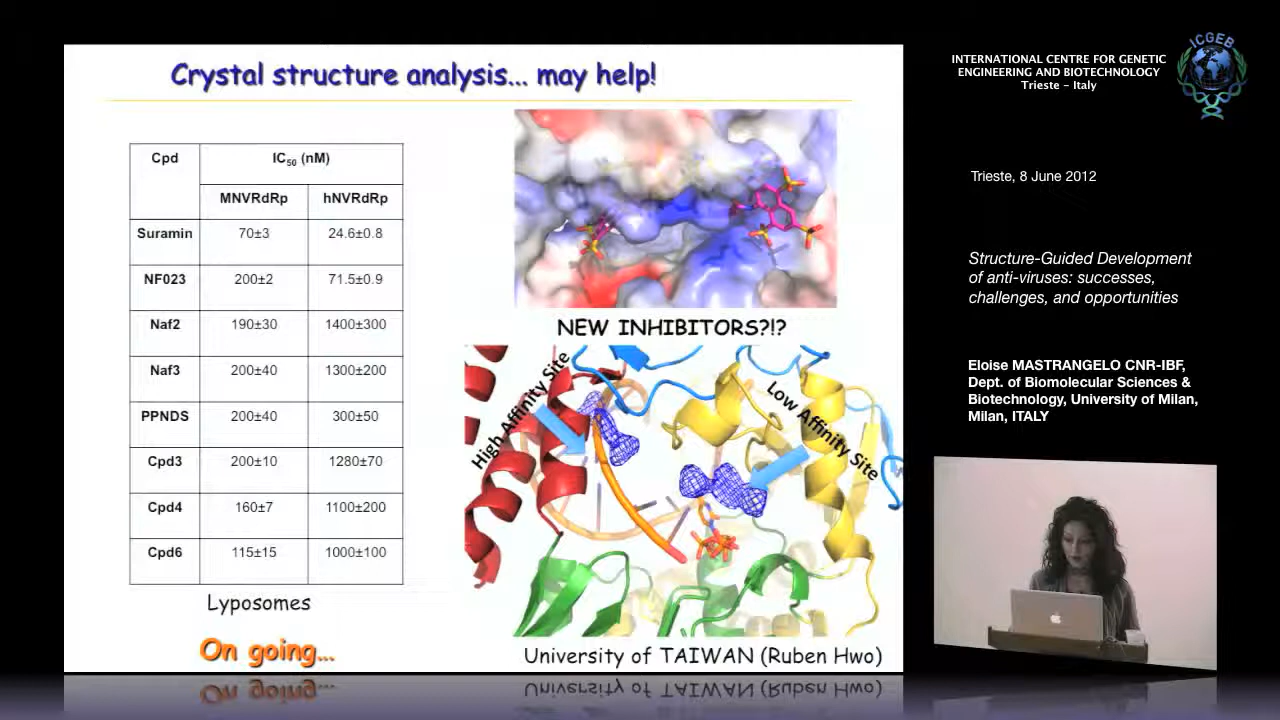 Crystal structure analysis... may help!
Cpd IC50 (nM)
MNVRdRp hNVRdRp
Suramin 70±3 24.6±0.8
NF023 200±2 71.5±0.9
Naf2 190±30 1400±300
Naf3 200±40 1300±200
PPNDS 200±40 300±50
Cpd3 200±10 1280±70
Cpd4 160±7 1100±200
Cpd6 115±15 1000±100
Lyposomes
On going...
NEW INHIBITORS?!?
High Affinity Site
Low Affinity Site
University of TAIWAN (Ruben Hwo)
INTERNATIONAL CENTRE FOR GENETIC
ENGINEERING AND BIOTECHNOLOGY
Trieste - Italy
ICGEB
Trieste, 8 June 2012
Structure-Guided Development
of anti-viruses: successes,
challenges, and opportunities
Eloise MASTRANGELO CNR-IBF,
Dept. of Biomolecular Sciences &
Biotechnology, University of Milan,
Milan, ITALY